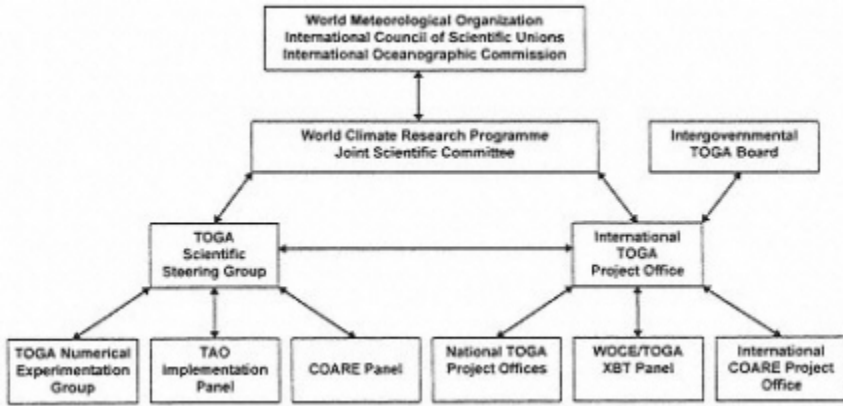 World Meteorological Organization
International Council of Scientific Unions
International Oceanographic Commission
World Climate Research Programme
Joint Scientific Committee
Intergovernmental
TOGA Board
TOGA
Scientific
Steering Group
International
TOGA
Project Office
TOGA Numerical
Experimentation
Group
TAO
Implementation
Panel
COARE Panel
National TOGA
Project Offices
WOCE/TOGA
XBT Panel
International
COARE Project
Office